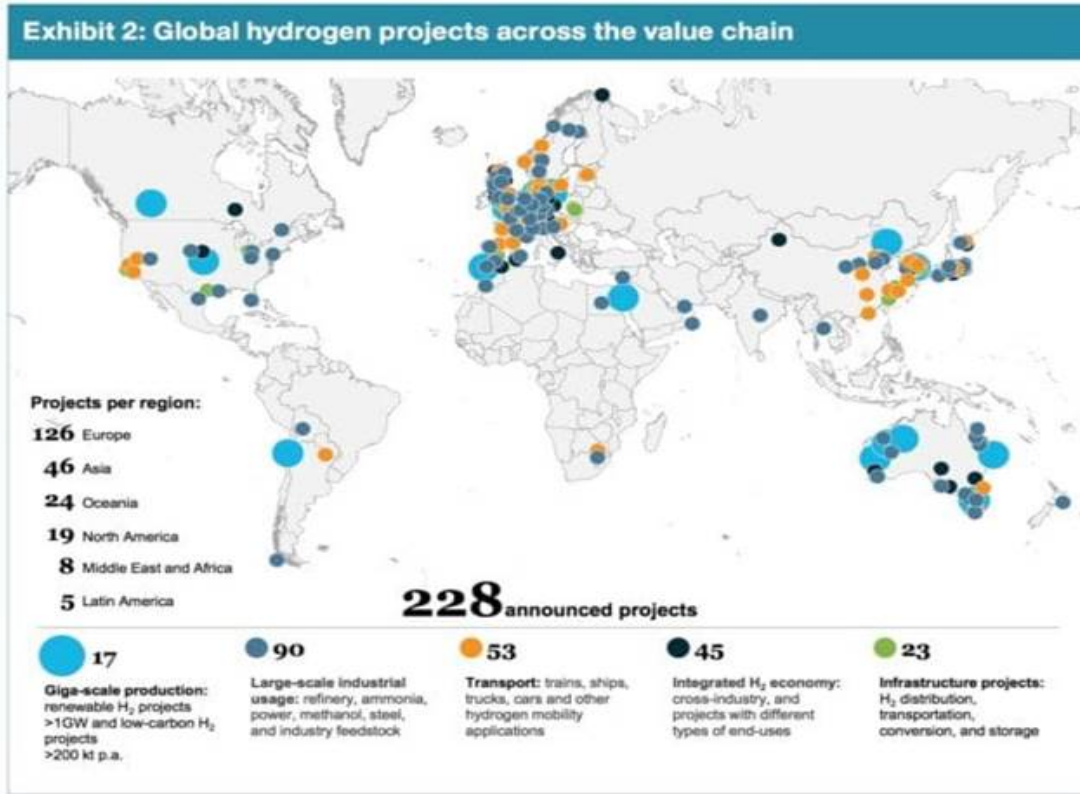 Exhibit 2: Global hydrogen projects across the value chain
Projects per region:
126 Europe
46 Asia
24 Oceania
19 North America
8 Middle East and Africa
5 Latin America
228 announced projects
17
Giga-scale production:
renewable H₂ projects
>1GW and low-carbon H₂
projects
>200 kt p.a.
90
Large-scale industrial
usage: refinery, ammonia,
power, methanol, steel,
and industry feedstock
53
Transport: trains, ships,
trucks, cars and other
hydrogen mobility
applications
45
Integrated H₂ economy:
cross-industry, and
projects with different
types of end-uses
23
Infrastructure projects:
H₂ distribution,
transportation,
conversion, and storage